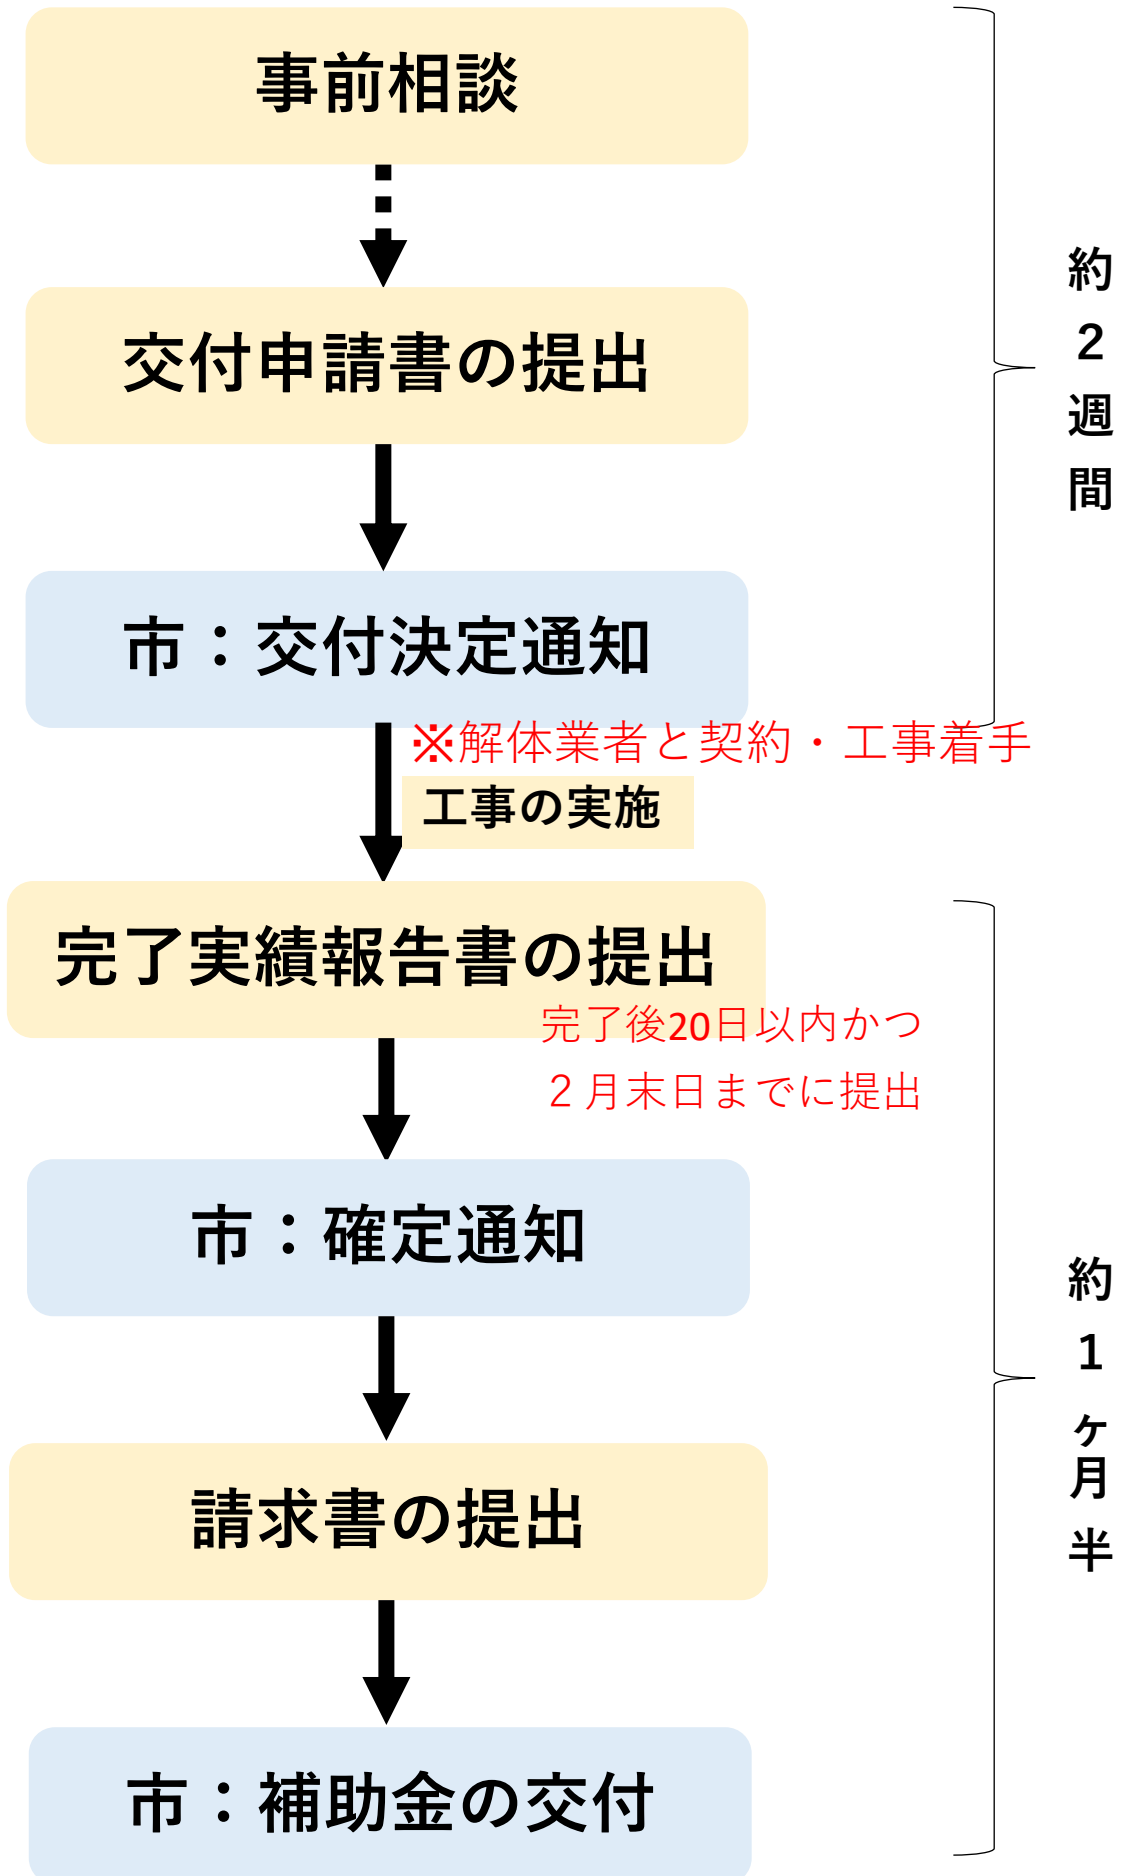 事前相談
交付申請書の提出
約2週間
市：交付決定通知
※解体業者と契約・工事着手
工事の実施
完了実績報告書の提出
完了後20日以内かつ
２月末日までに提出
市：確定通知
約1ヶ月半
請求書の提出
市：補助金の交付